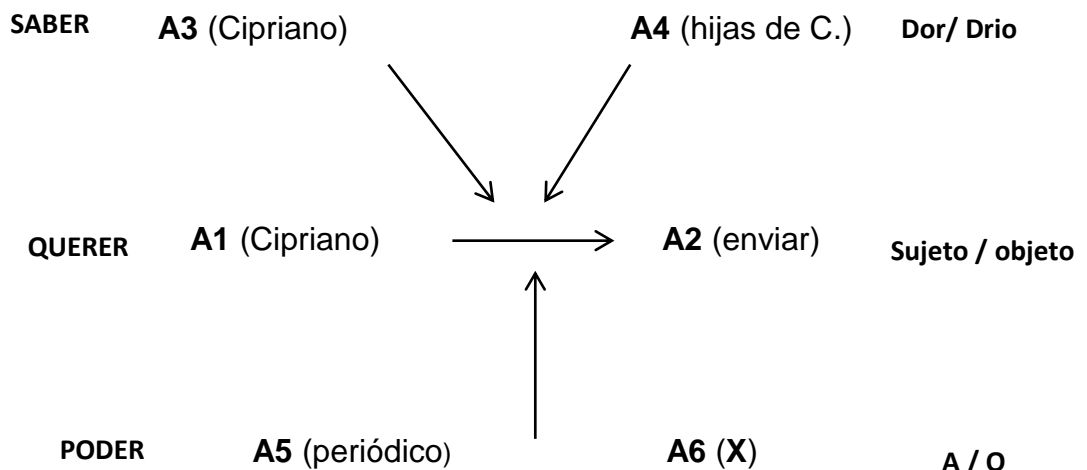 SABER A3 (Cipriano) A4 (hijas de C.) Dor/ Drio
QUERER A1 (Cipriano) A2 (enviar) Sujeto / objeto
PODER A5 (periódico) A6 (X) A / O